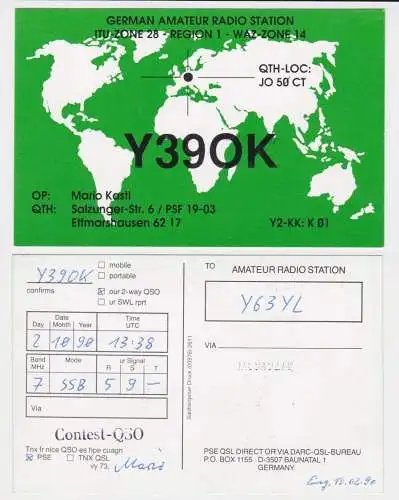 GERMAN AMATEUR RADIO STATION
ITU-ZONE 28 - REGION 1 - WAZ-ZONE 14
QTH-LOC:
JO 50 CT
Y39OK
OP: Mario Kastl
QTH: Salzunger-Str. 6 / PSF 19-03
Ettmarshausen 62 17
Y2-KK: K 01
Y39OK
mobile
portable
confirms
our 2-way QSO
ur SWL rprt
Day Date Month Year Time UTC
2 10 90 13 38
Band MHz Mode ur Signal R S T
7 SSB 5 9 -
Via
Contest-QSO
Tnx fr nice QSO es hpe cuagn
PSE TNX QSL
vy 73, Mario
TO AMATEUR RADIO STATION
Y63YL
VIA
PSE QSL DIRECT OR VIA DARC-QSL-BUREAU
P.O. BOX 1155 D-3507 BAUNATAL 1
GERMANY